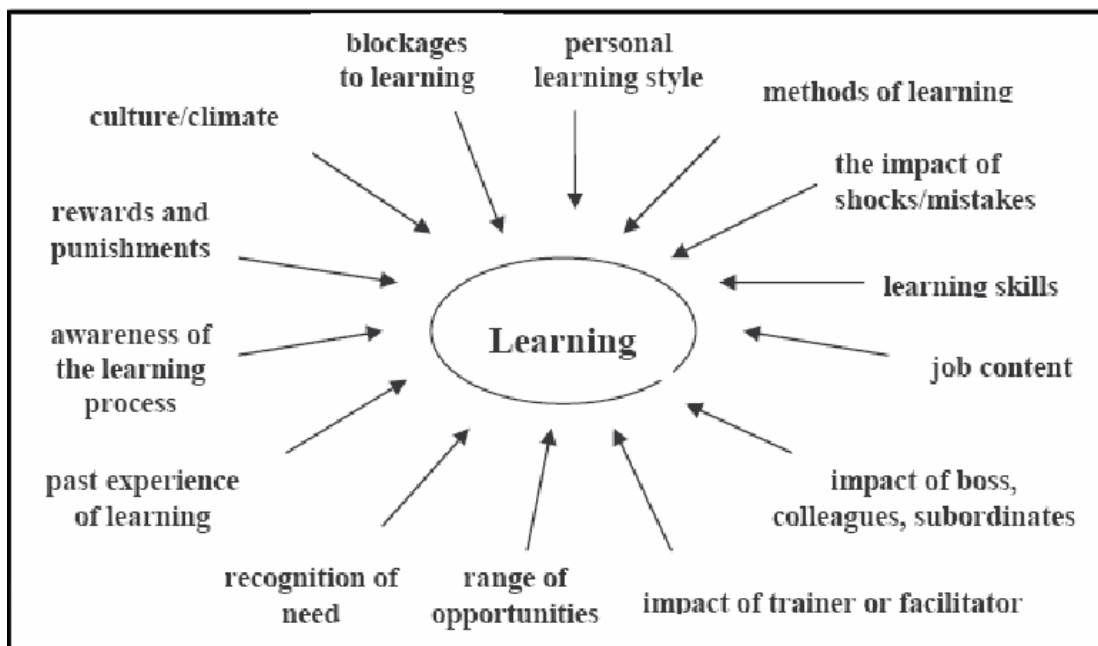 blockages
to learning
personal
learning style
methods of learning
culture/climate
the impact of
shocks/mistakes
rewards and
punishments
learning skills
awareness of
the learning
process
Learning
job content
past experience
of learning
impact of boss,
colleagues, subordinates
recognition of
need
range of
opportunities
impact of trainer or facilitator